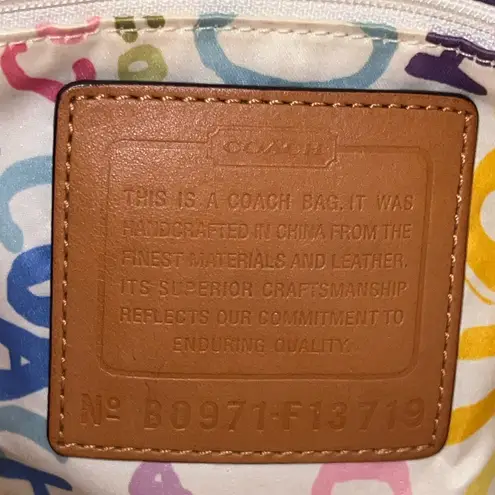 COACH
THIS IS A COACH BAG. IT WAS
HANDCRAFTED IN CHINA FROM THE
FINEST MATERIALS AND LEATHER.
ITS SUPERIOR CRAFTSMANSHIP
REFLECTS OUR COMMITMENT TO
ENDURING QUALITY.
Nº B0971-F13719